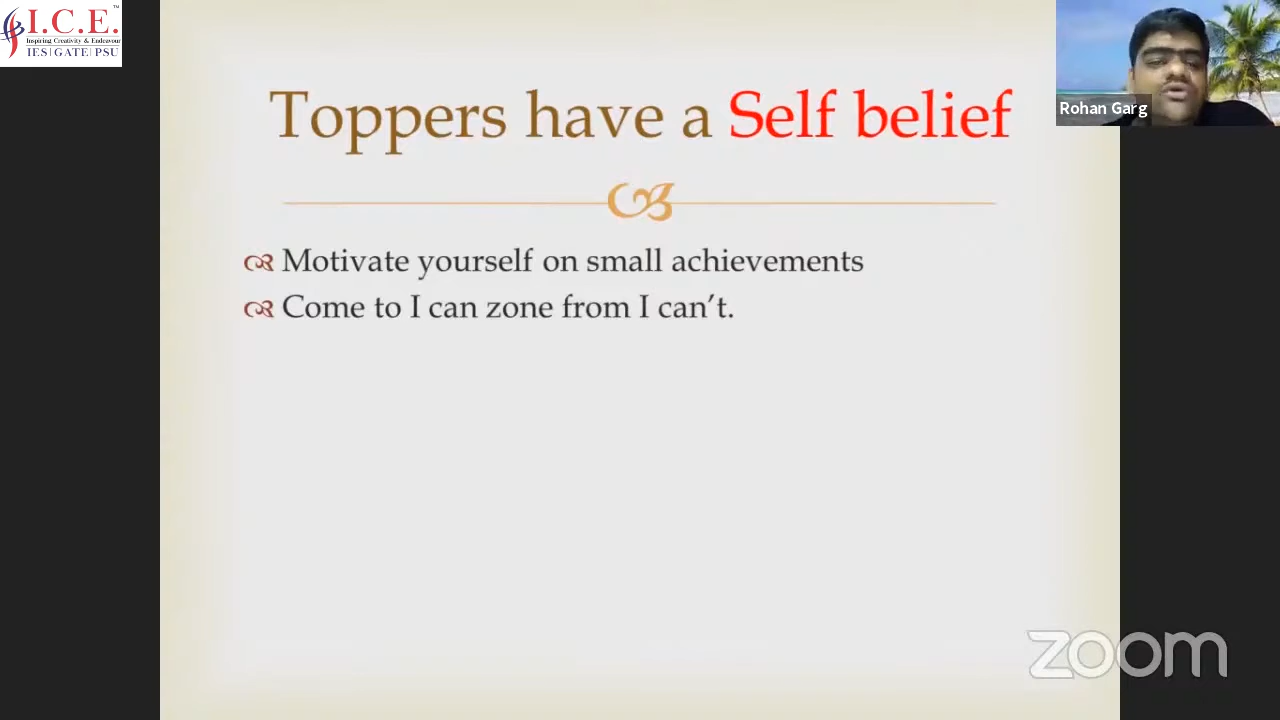 I.C.E.™
Inspiring Creativity & Endeavour
IES|GATE|PSU
Rohan Garg
Toppers have a Self belief
Motivate yourself on small achievements
Come to I can zone from I can’t.
zoom